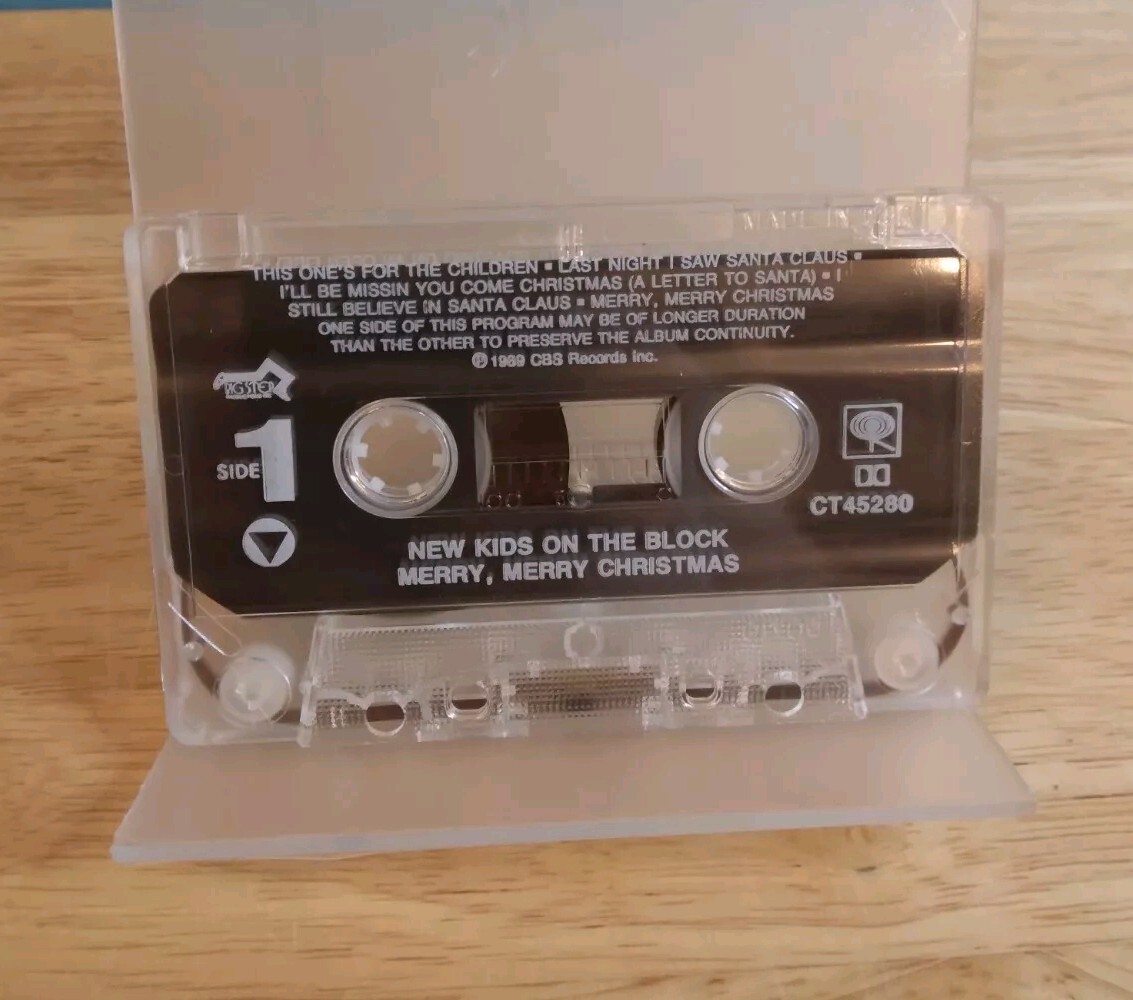 THIS ONE'S FOR THE CHILDREN ▪ LAST NIGHT I SAW SANTA CLAUS ▪
I'LL BE MISSIN YOU COME CHRISTMAS (A LETTER TO SANTA) ▪ I
STILL BELIEVE IN SANTA CLAUS ▪ MERRY, MERRY CHRISTMAS
ONE SIDE OF THIS PROGRAM MAY BE OF LONGER DURATION
THAN THE OTHER TO PRESERVE THE ALBUM CONTINUITY.
℗ 1989 CBS Records Inc.
BIG STEP
SIDE 1
CT45280
NEW KIDS ON THE BLOCK
MERRY, MERRY CHRISTMAS